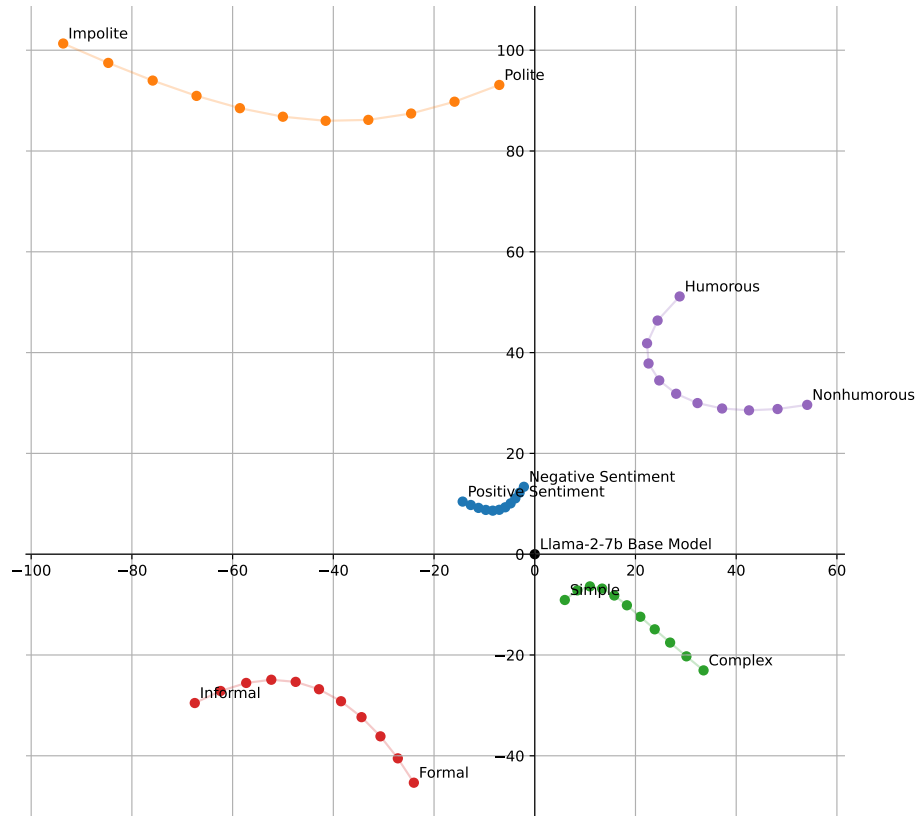 Impolite
100
Polite
80
60
Humorous
40
Nonhumorous
20
Negative Sentiment
Positive Sentiment
Llama-2-7b Base Model
−100
−80
−60
−40
−20
0
20
40
60
Simple
−20
Complex
Informal
−40
Formal